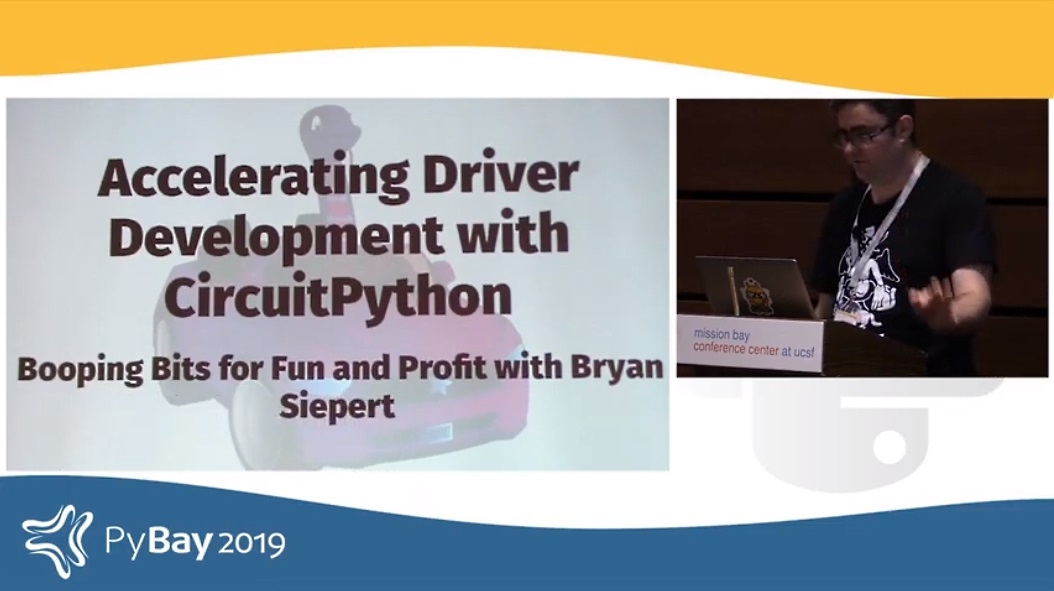 Accelerating Driver
Development with
CircuitPython
Booping Bits for Fun and Profit with Bryan
Siepert
mission bay
conference center at ucsf
PyBay 2019